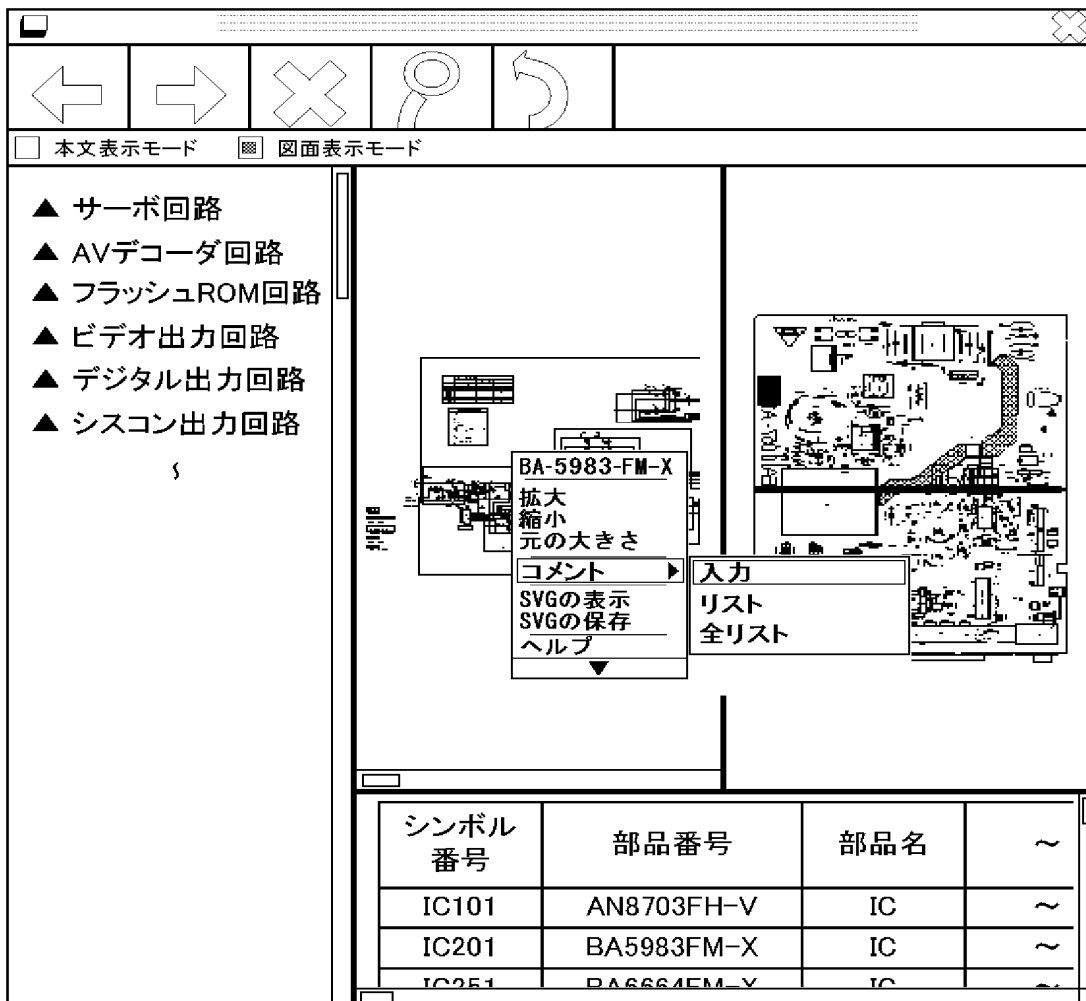 本文表示モード 図面表示モード
▲ サーボ回路
▲ AVデコーダ回路
▲ フラッシュROM回路
▲ ビデオ出力回路
▲ デジタル出力回路
▲ シスコン出力回路
∫
BA-5983-FM-X
拡大
縮小
元の大きさ
コメント ▶
SVGの表示
SVGの保存
ヘルプ
▼
入力
リスト
全リスト
シンボル番号 部品番号 部品名 ～
IC101 AN8703FH-V IC ～
IC201 BA5983FM-X IC ～
IC251 BA6664FM-X IC ～